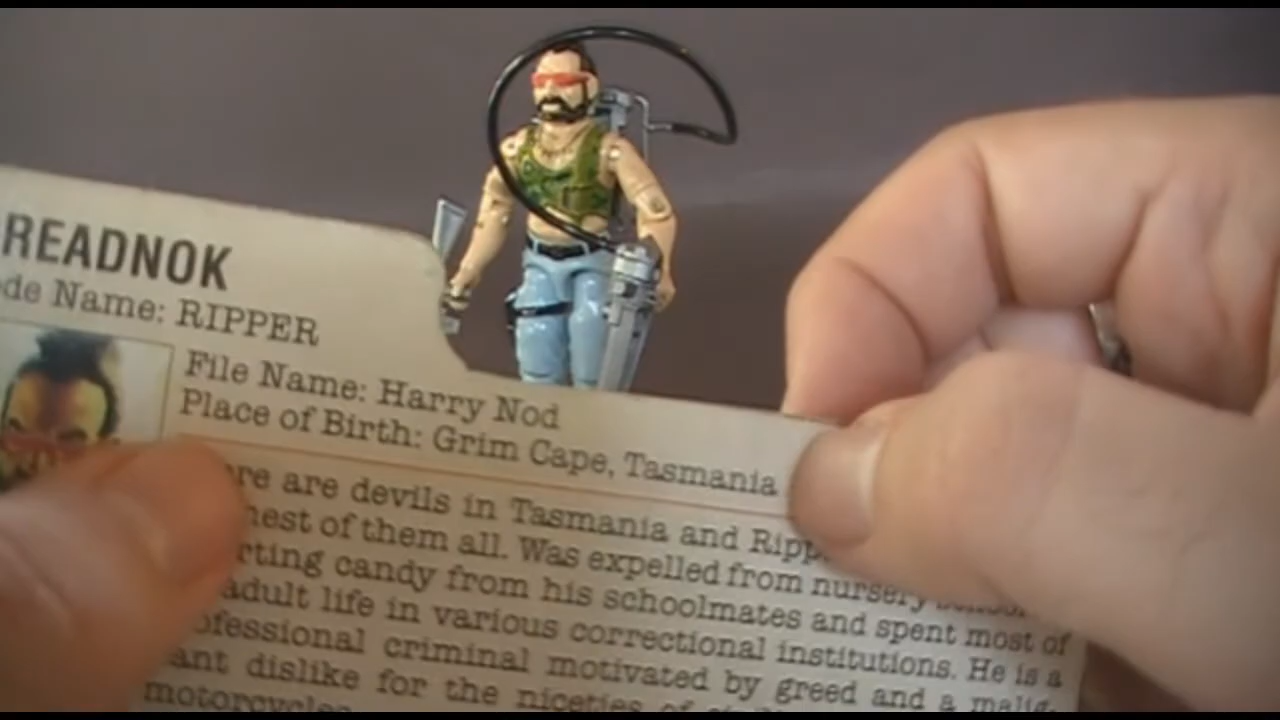 READNOK
de Name: RIPPER
File Name: Harry Nod
Place of Birth: Grim Cape, Tasmania
re are devils in Tasmania and Ripp
nest of them all. Was expelled from nursery school
rting candy from his schoolmates and spent most of
adult life in various correctional institutions. He is a
ofessional criminal motivated by greed and a malig-
ant dislike for the niceties of
motorcycles